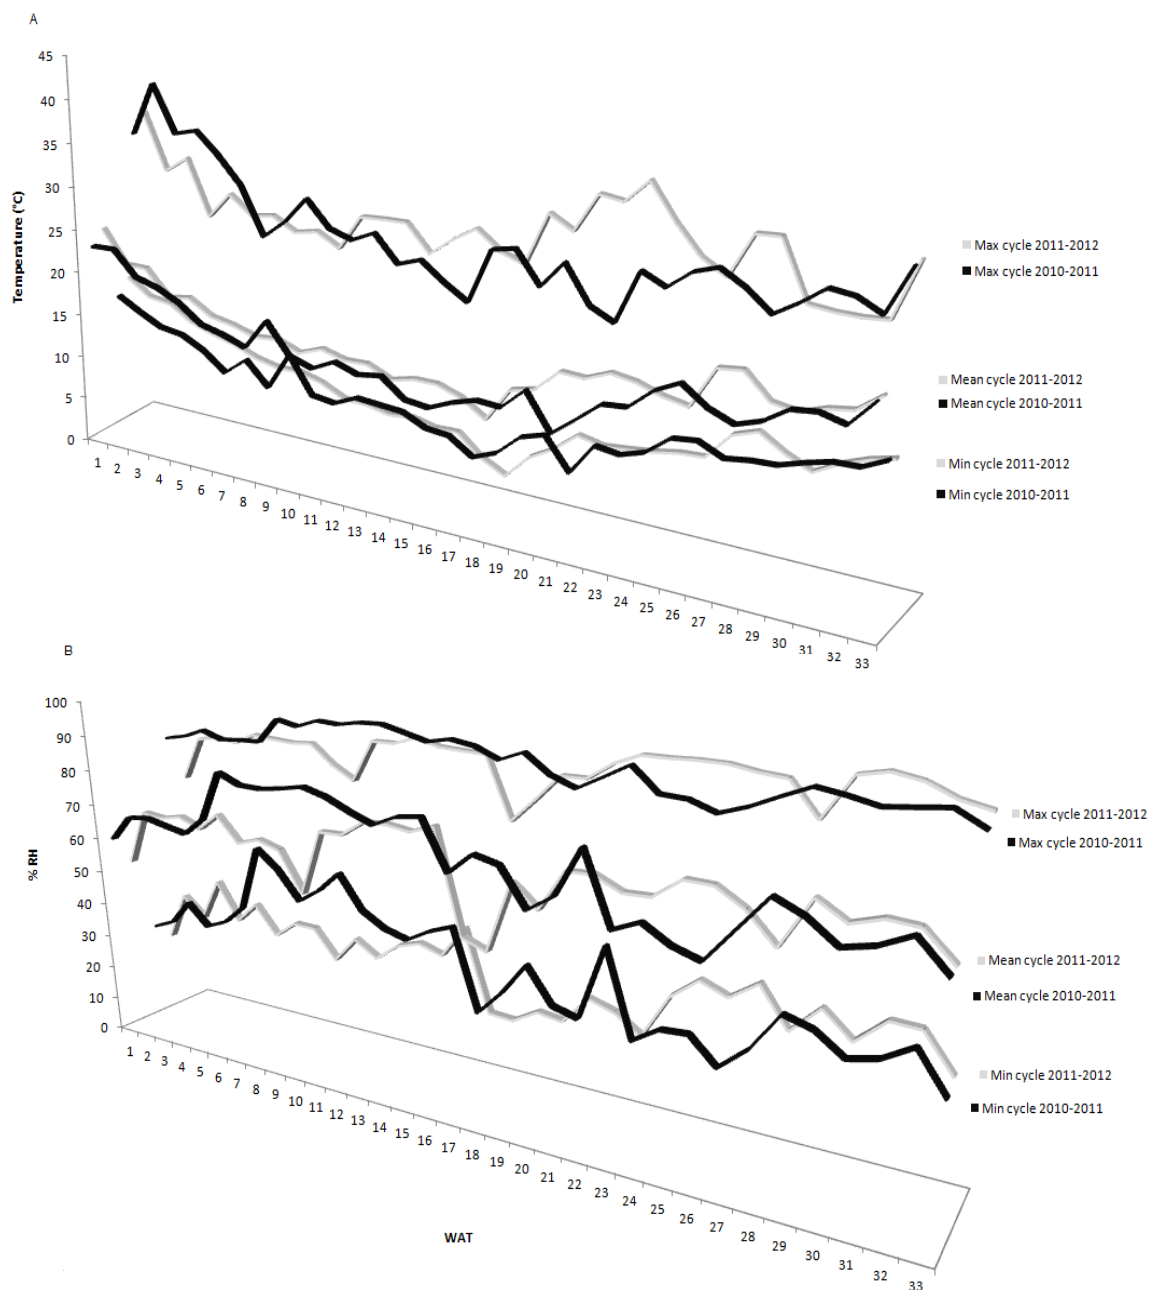 A
45
40
35
30
25
20
15
10
5
0
Temperature (°C)
Max cycle 2011-2012
Max cycle 2010-2011
Mean cycle 2011-2012
Mean cycle 2010-2011
Min cycle 2011-2012
Min cycle 2010-2011
1 2 3 4 5 6 7 8 9 10 11 12 13 14 15 16 17 18 19 20 21 22 23 24 25 26 27 28 29 30 31 32 33
B
100
90
80
70
60
50
40
30
20
10
0
% RH
Max cycle 2011-2012
Max cycle 2010-2011
Mean cycle 2011-2012
Mean cycle 2010-2011
Min cycle 2011-2012
Min cycle 2010-2011
1 2 3 4 5 6 7 8 9 10 11 12 13 14 15 16 17 18 19 20 21 22 23 24 25 26 27 28 29 30 31 32 33
WAT